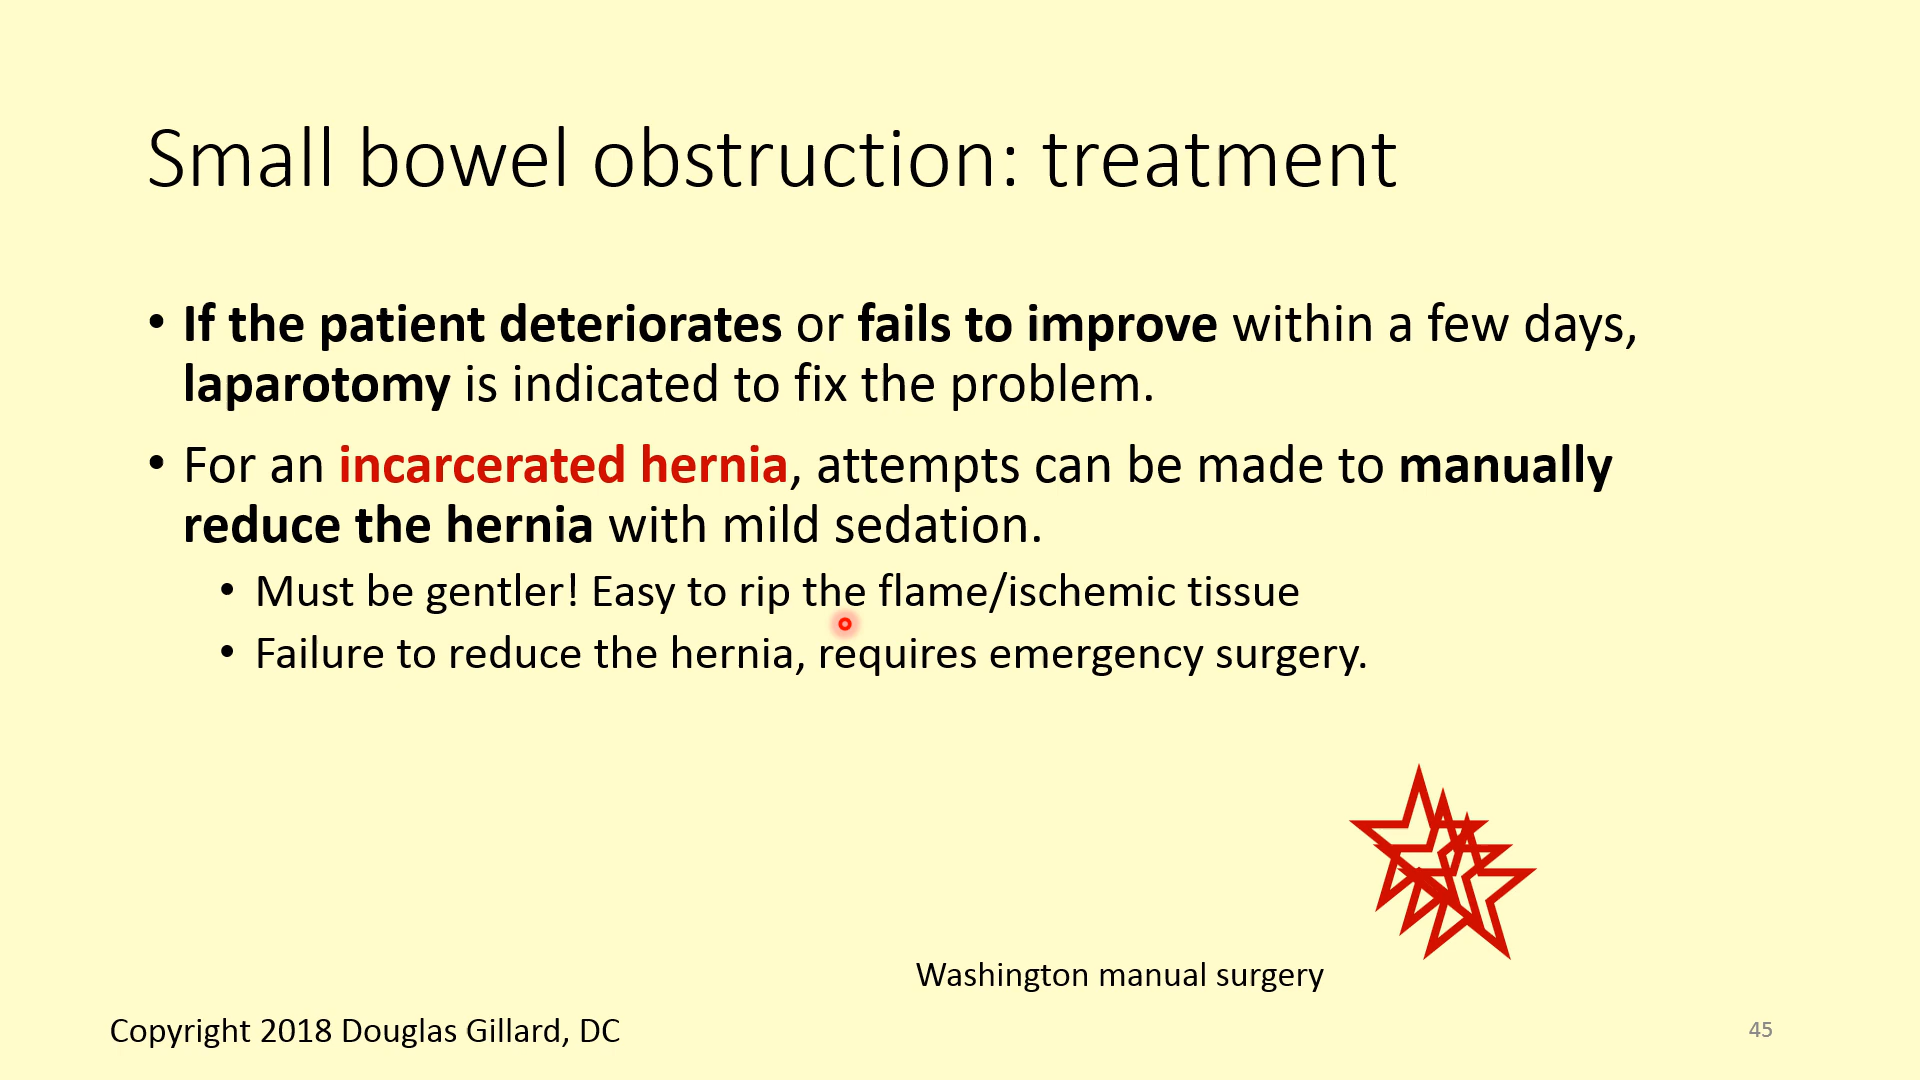 Small bowel obstruction: treatment
• If the patient deteriorates or fails to improve within a few days,
laparotomy is indicated to fix the problem.
• For an incarcerated hernia, attempts can be made to manually
reduce the hernia with mild sedation.
• Must be gentler! Easy to rip the flame/ischemic tissue
• Failure to reduce the hernia, requires emergency surgery.
Washington manual surgery
Copyright 2018 Douglas Gillard, DC
45